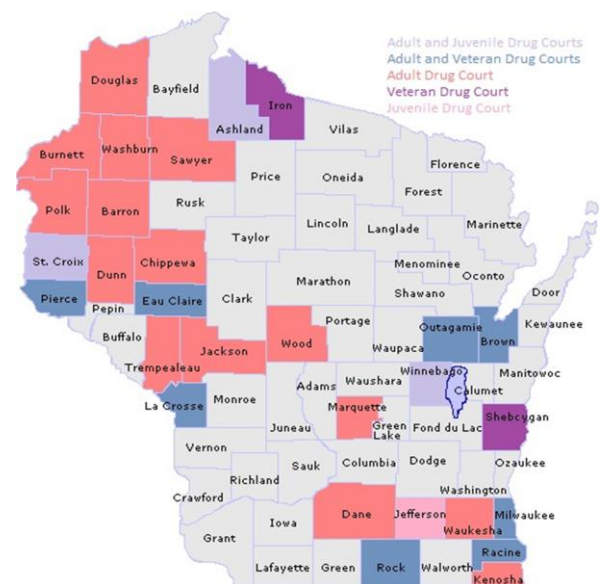 Adult and Juvenile Drug Courts
Adult and Veteran Drug Courts
Adult Drug Court
Veteran Drug Court
Juvenile Drug Court
Douglas
Bayfield
Iron
Ashland
Vilas
Burnett
Washburn
Sawyer
Florence
Price
Oneida
Forest
Polk
Barron
Rusk
Lincoln
Langlade
Marinette
Taylor
St. Croix
Dunn
Chippewa
Menominee
Oconto
Marathon
Shawano
Door
Pierce
Eau Claire
Clark
Pepin
Portage
Outagamie
Brown
Kewaunee
Buffalo
Wood
Waupaca
Jackson
Trempealeau
Winnebago
Manitowoc
Adams
Waushara
Calumet
La Crosse
Monroe
Marquette
Juneau
Green
Lake
Fond du Lac
Shebcygan
Vernon
Sauk
Columbia
Dodge
Ozaukee
Richland
Washington
Crawford
Iowa
Dane
Jefferson
Waukesha
Milwaukee
Grant
Lafayette
Green
Rock
Walworth
Racine
Kenosha